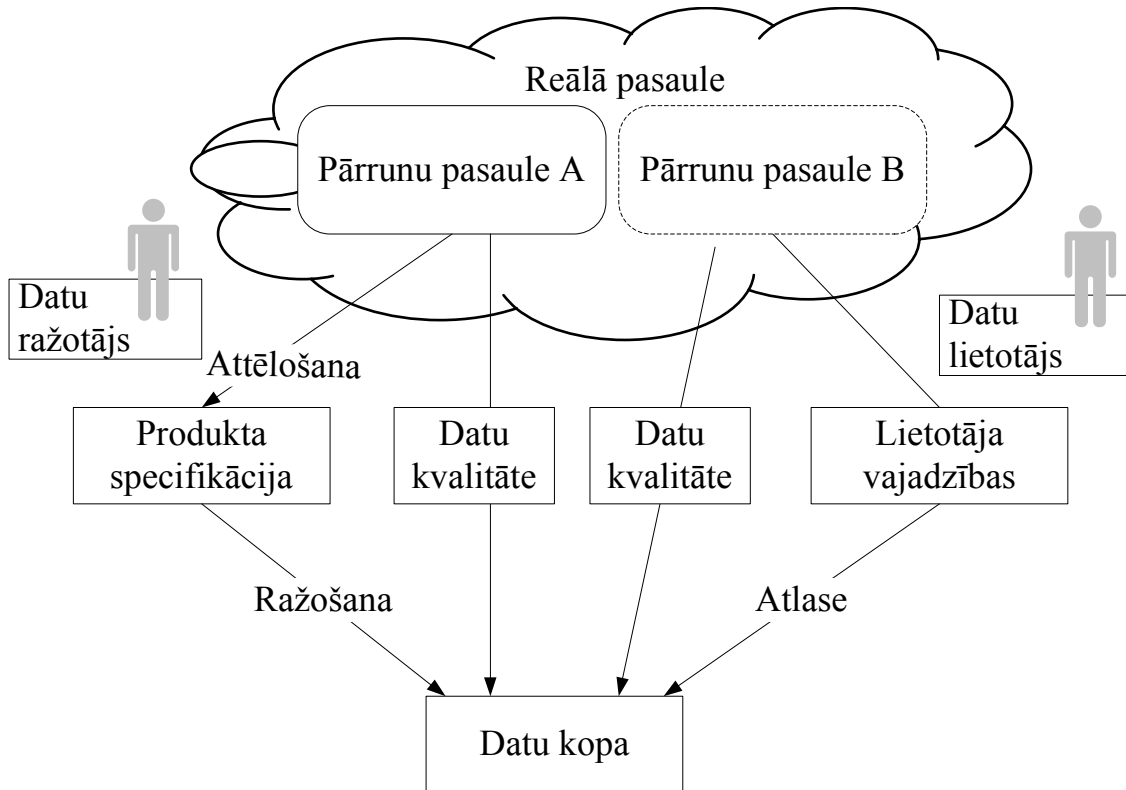 Reālā pasaule
Pārrunu pasaule A
Pārrunu pasaule B
Datu
ražotājs
Datu
lietotājs
Attēlošana
Produkta
specifikācija
Datu
kvalitāte
Datu
kvalitāte
Lietotāja
vajadzības
Ražošana
Atlase
Datu kopa